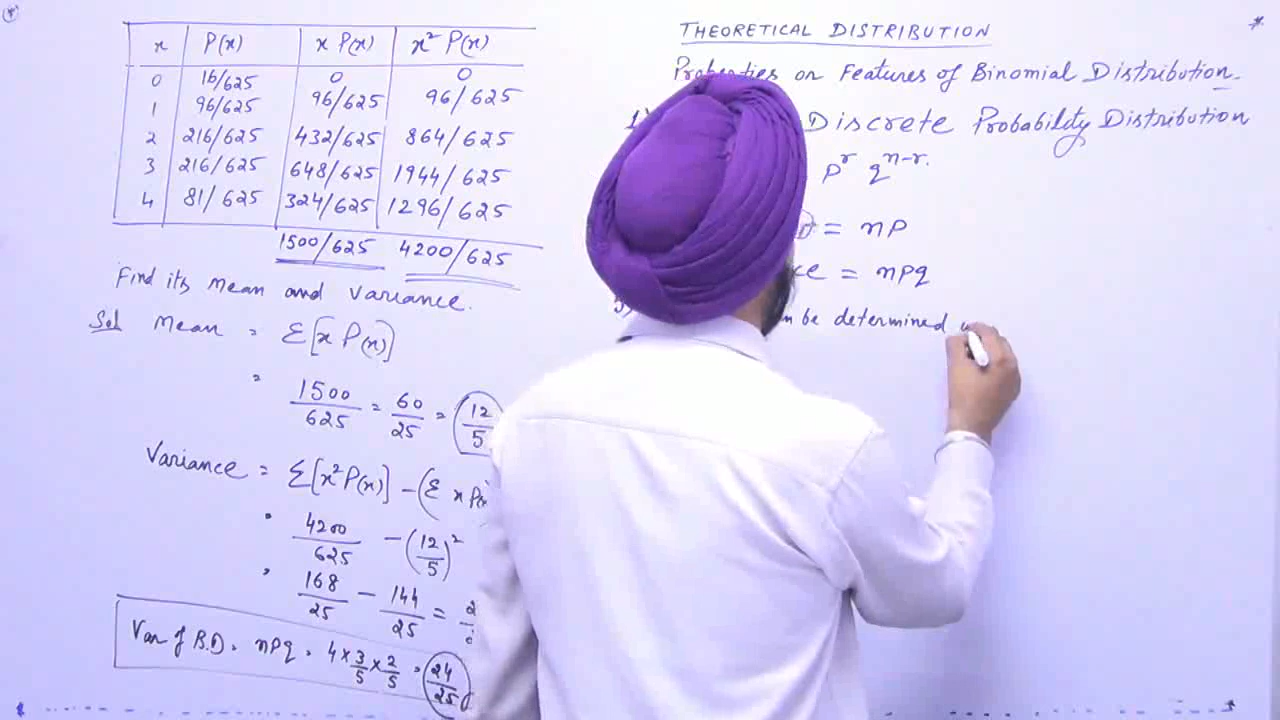 x P(x) x P(x) x² P(x)
0 16/625 0 0
1 96/625 96/625 96/625
2 216/625 432/625 864/625
3 216/625 648/625 1944/625
4 81/625 324/625 1296/625
1500/625 4200/625
Find its Mean and Variance.
Sol Mean = Σ[x P(x)]
= 1500/625 = 60/25 = 12/5
Variance = Σ[x² P(x)] - (Σ x P(x)
= 4200/625 - (12/5)²
= 168/25 - 144/25 =
Var of B.D = npq = 4 × 3/5 × 2/5 = 24/25
THEORETICAL DISTRIBUTION
Properties or Features of Binomial Distribution
1) Discrete Probability Distribution
p^r q^n-r.
= np
= npq
be determined